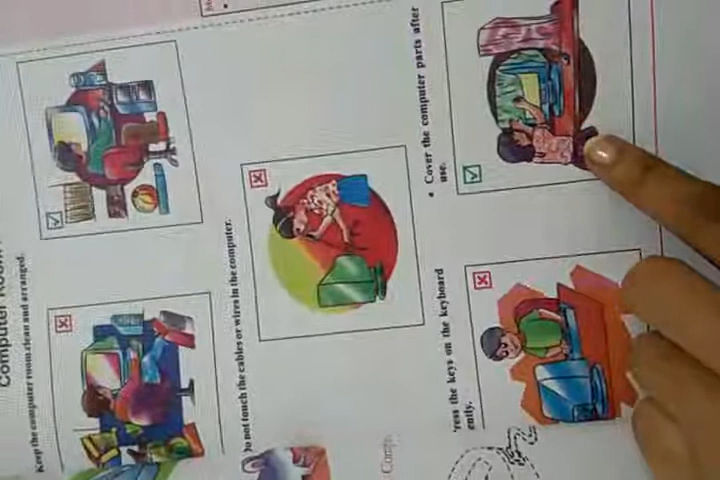 Computer Room
Keep the computer room clean and arranged.
Do not touch the cables or wires in the computer.
Press the keys on the keyboard
ently.
• Cover the computer parts after
use.
Comp